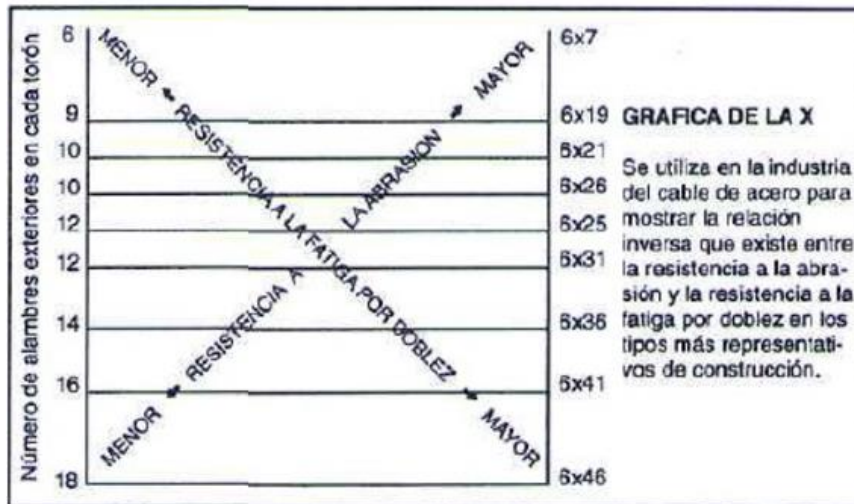 Número de alambres exteriores en cada torón
6
9
10
10
12
12
14
16
18
MENOR RESISTENCIA A LA FATIGA POR DOBLEZ MAYOR
MENOR RESISTENCIA A LA ABRASION MAYOR
6x7
6x19
6x21
6x26
6x25
6x31
6x36
6x41
6x46
GRAFICA DE LA X
Se utiliza en la industria
del cable de acero para
mostrar la relación
inversa que existe entre
la resistencia a la abra-
sión y la resistencia a la
fatiga por doblez en los
tipos más representati-
vos de construcción.